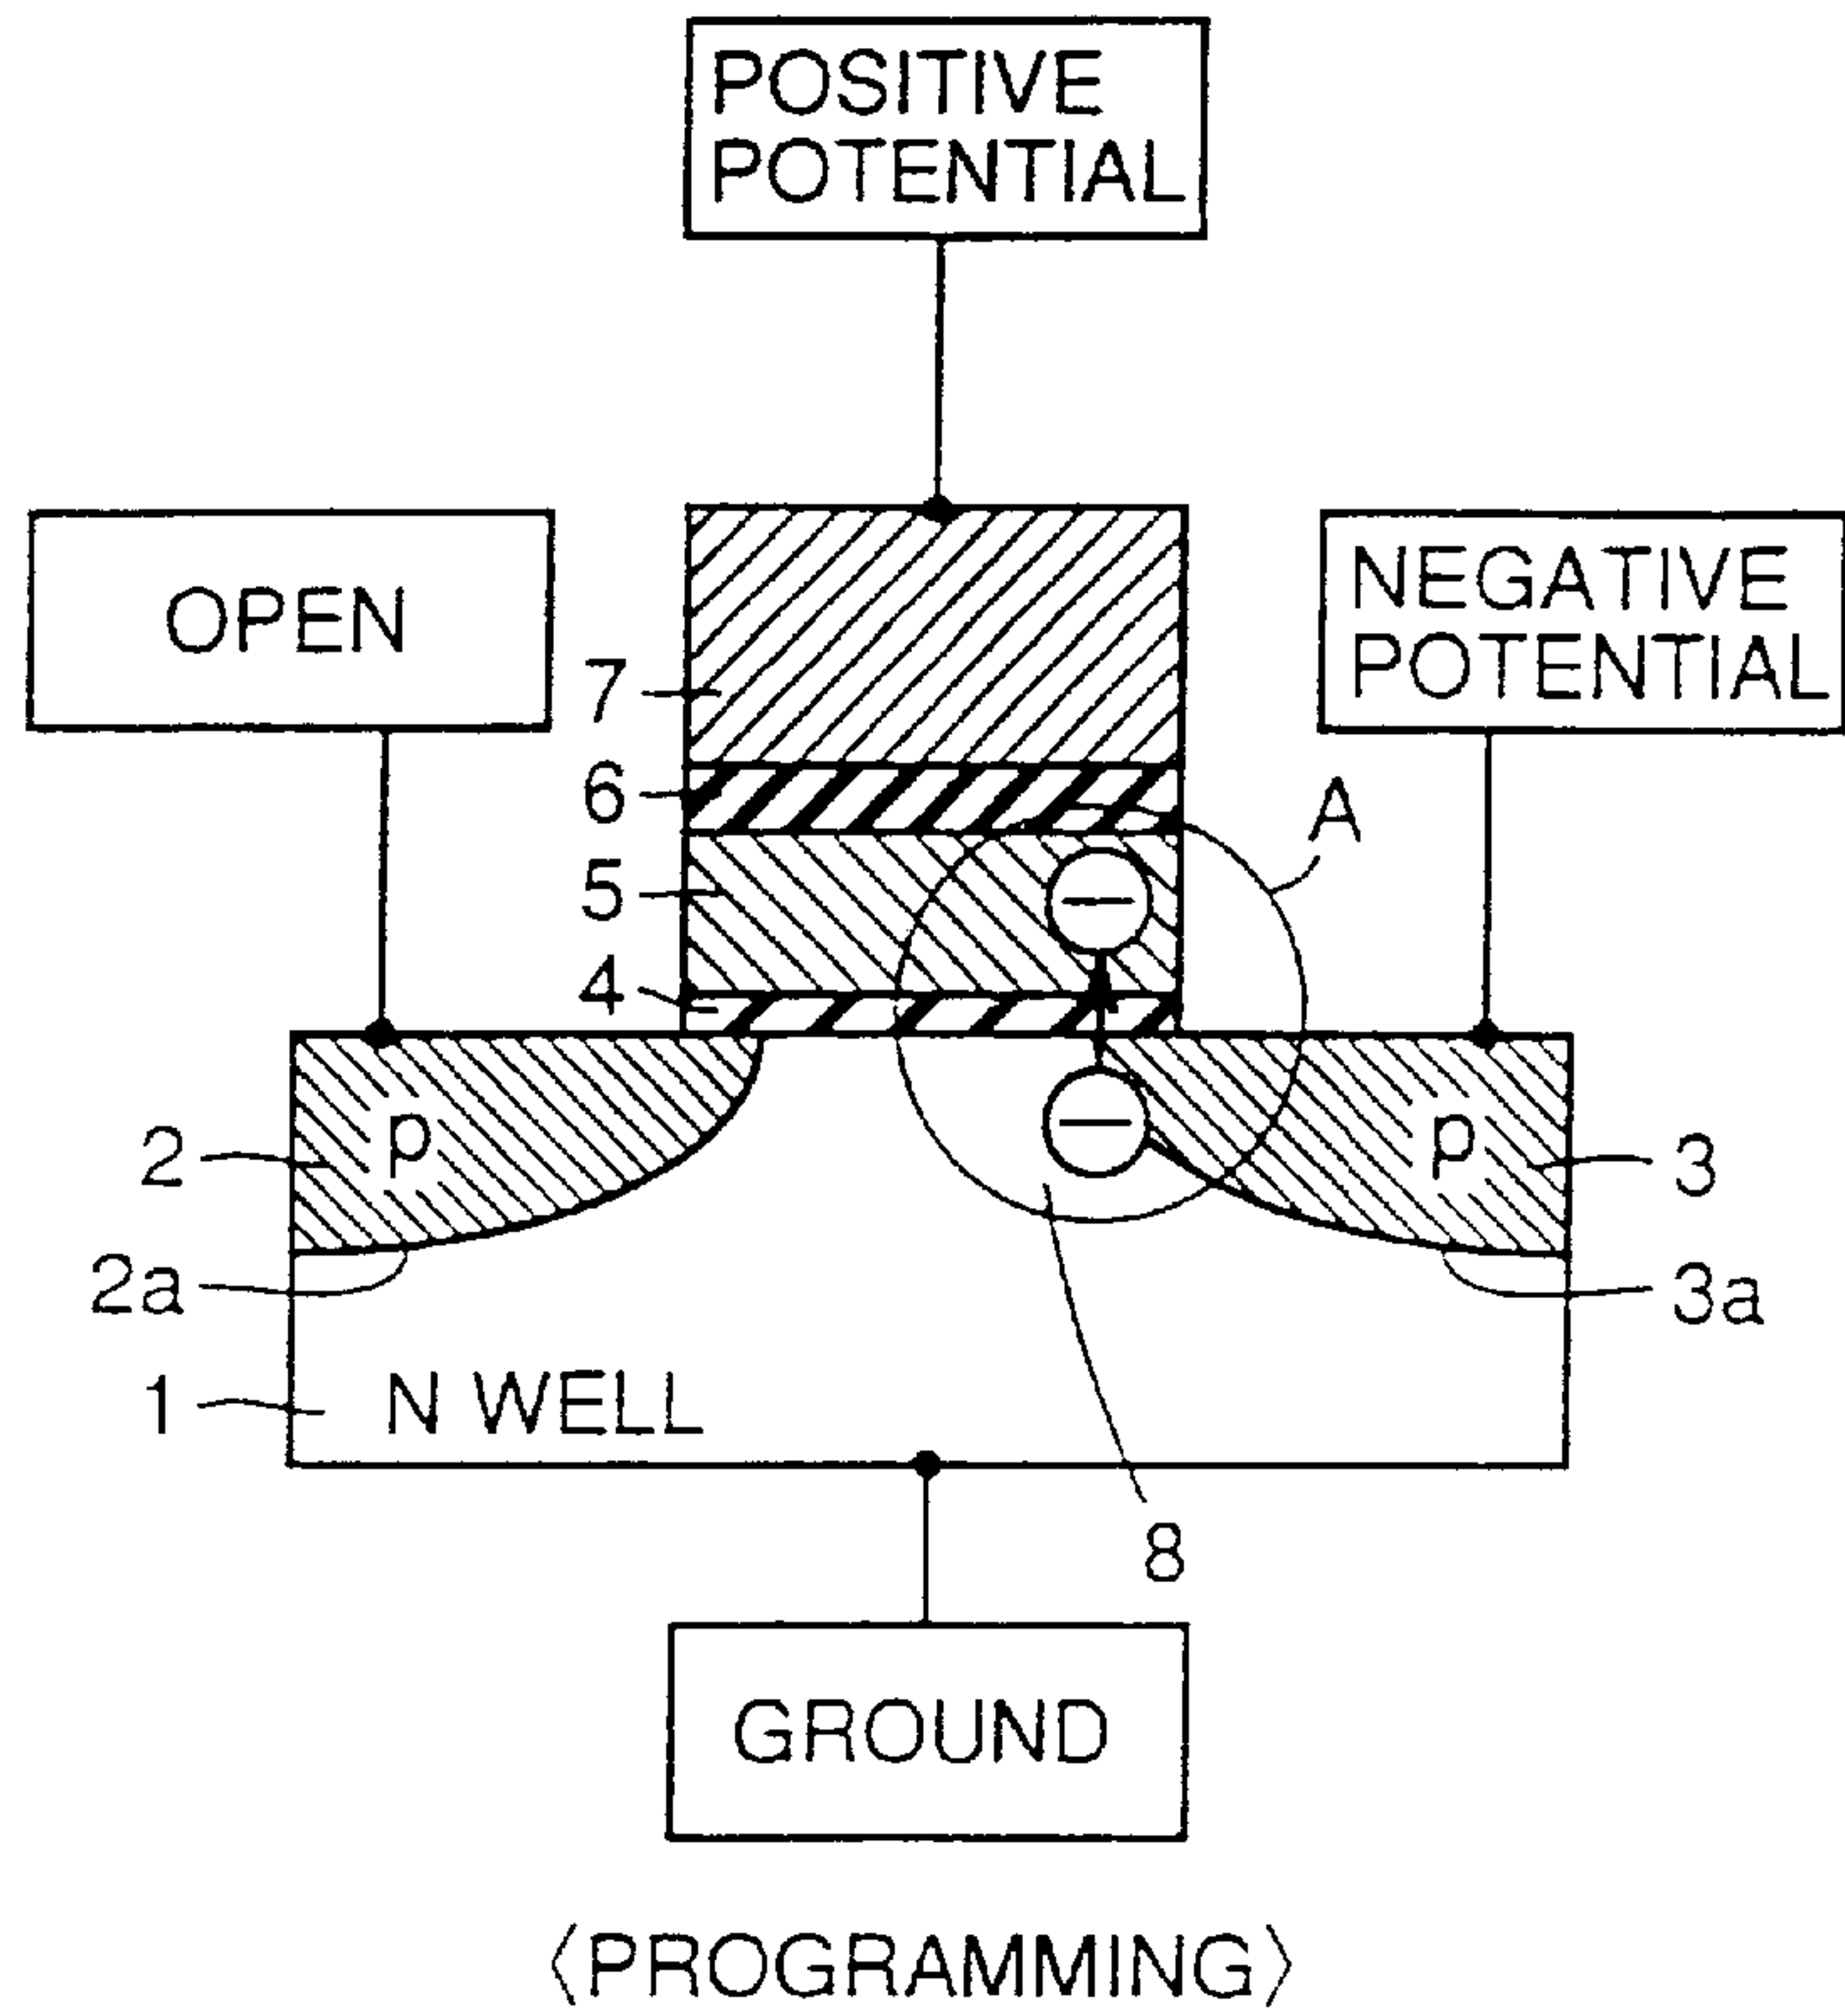 POSITIVE
POTENTIAL
OPEN
NEGATIVE
POTENTIAL
7
6
A
5
4
2
p
p
3
2a
3a
1
N WELL
8
GROUND
〈PROGRAMMING〉